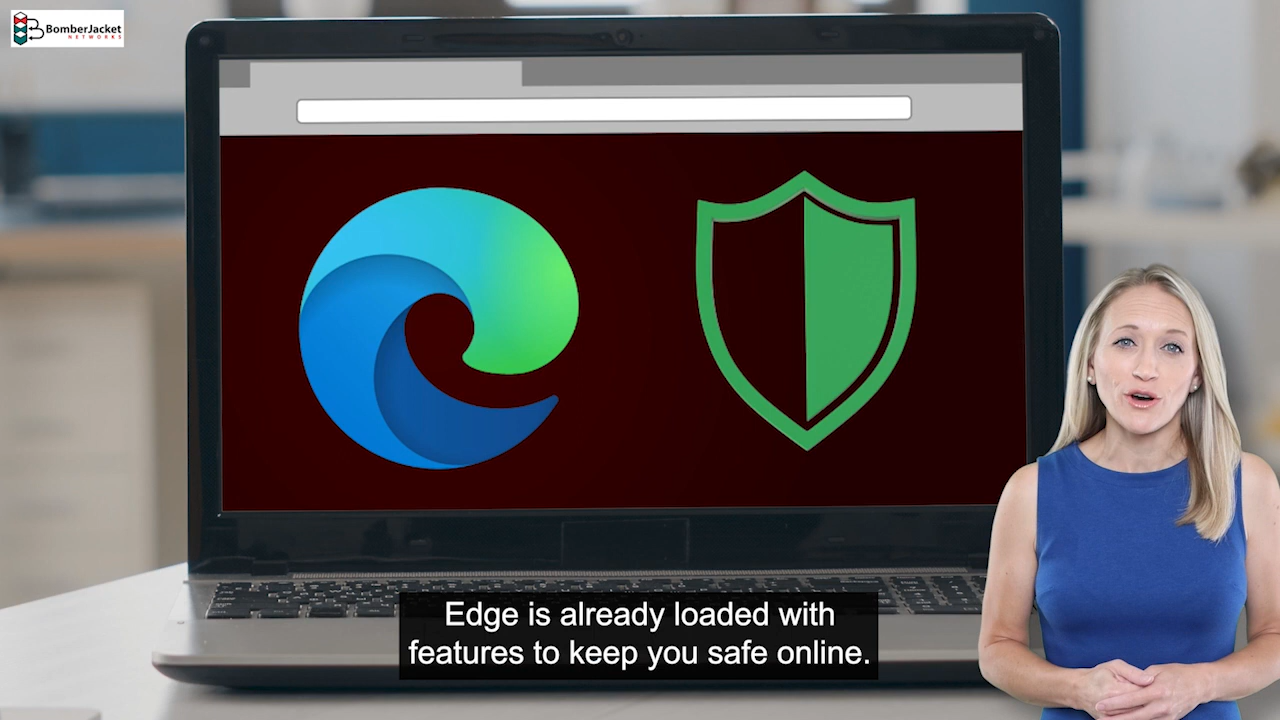 BomberJacket
NETWORKS
Edge is already loaded with
features to keep you safe online.